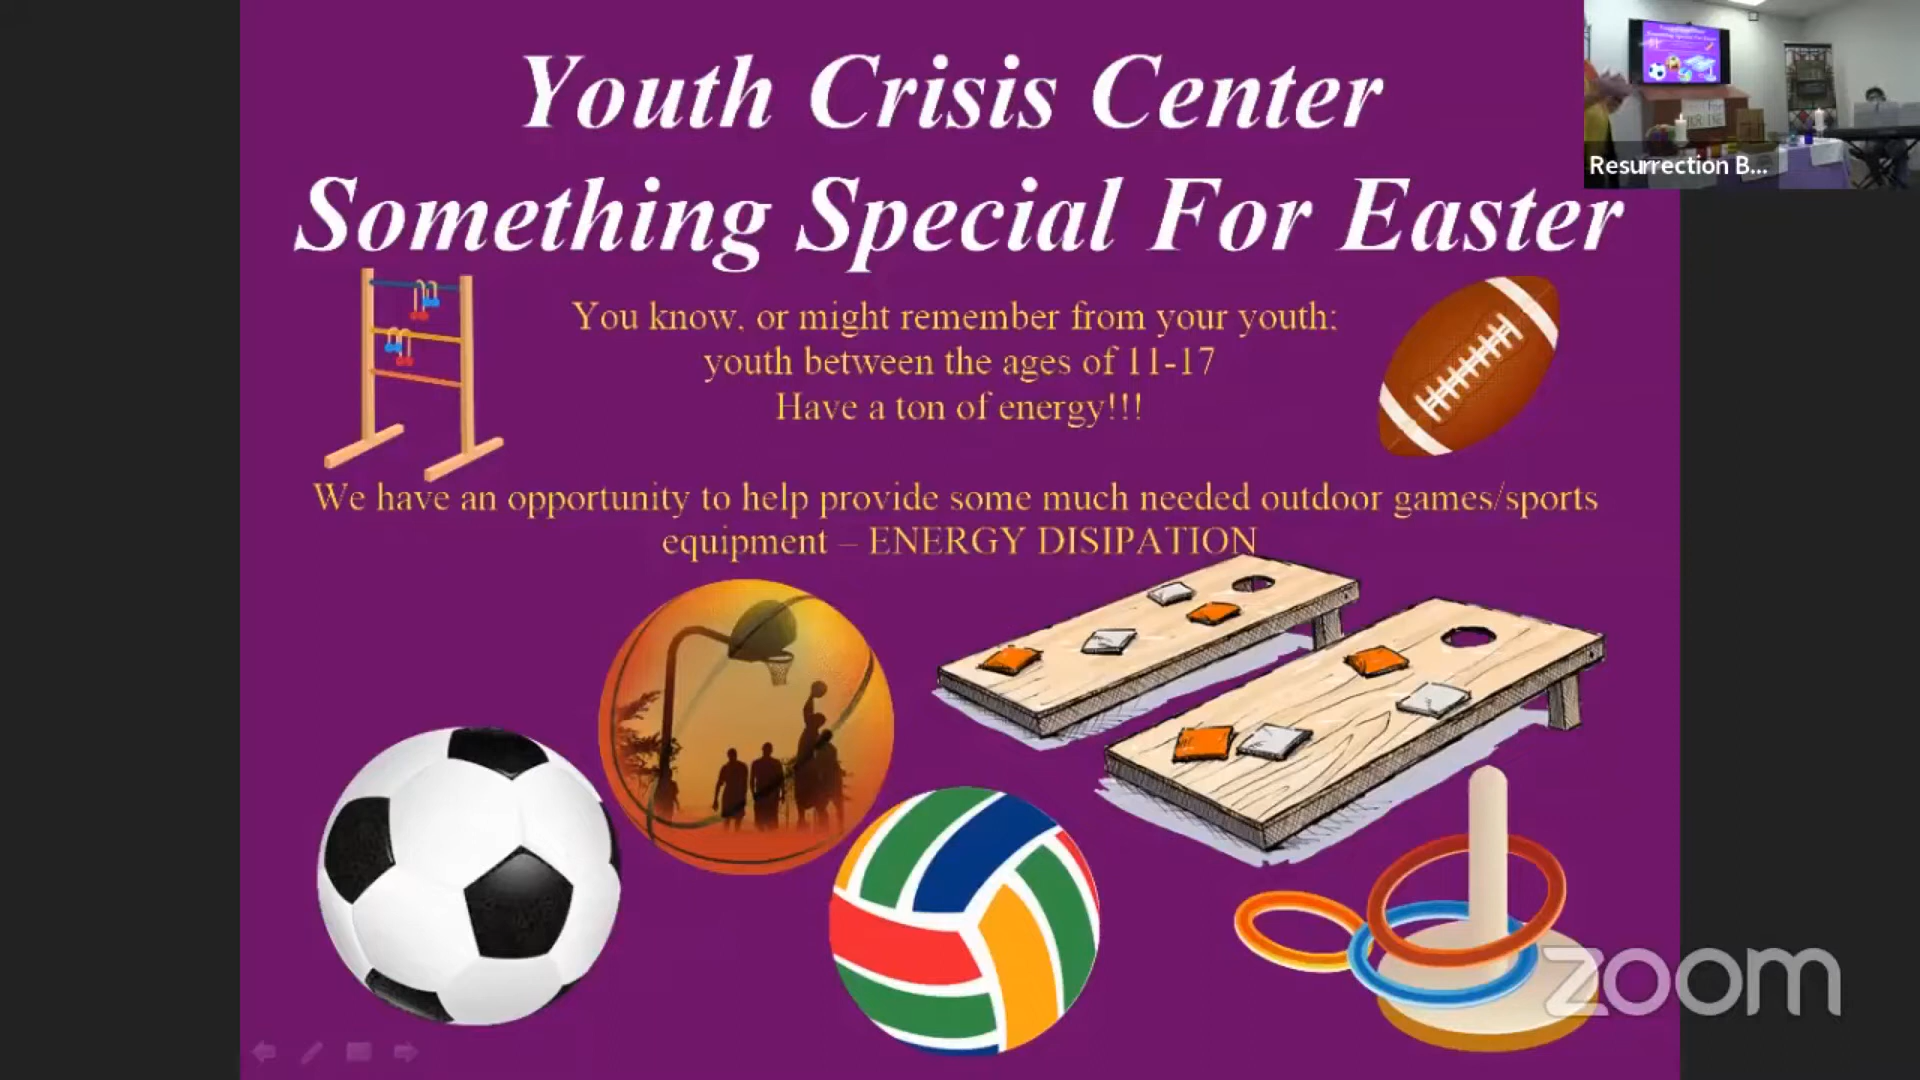 Youth Crisis Center
Something Special For Easter
You know, or might remember from your youth:
youth between the ages of 11-17
Have a ton of energy!!!
We have an opportunity to help provide some much needed outdoor games/sports
equipment – ENERGY DISIPATION
Resurrection B...
zoom